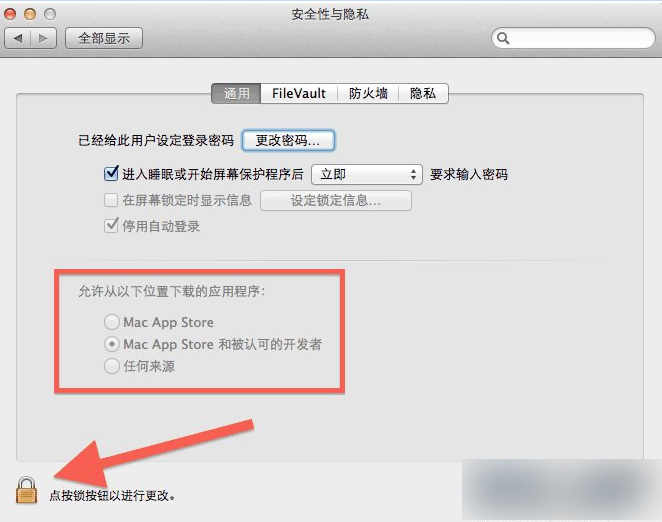 安全性与隐私
全部显示
通用 FileVault 防火墙 隐私
已经给此用户设定登录密码 更改密码...
进入睡眠或开始屏幕保护程序后 立即 要求输入密码
在屏幕锁定时显示信息 设定锁定信息...
停用自动登录
允许从以下位置下载的应用程序：
Mac App Store
Mac App Store 和被认可的开发者
任何来源
点按锁按钮以进行更改。